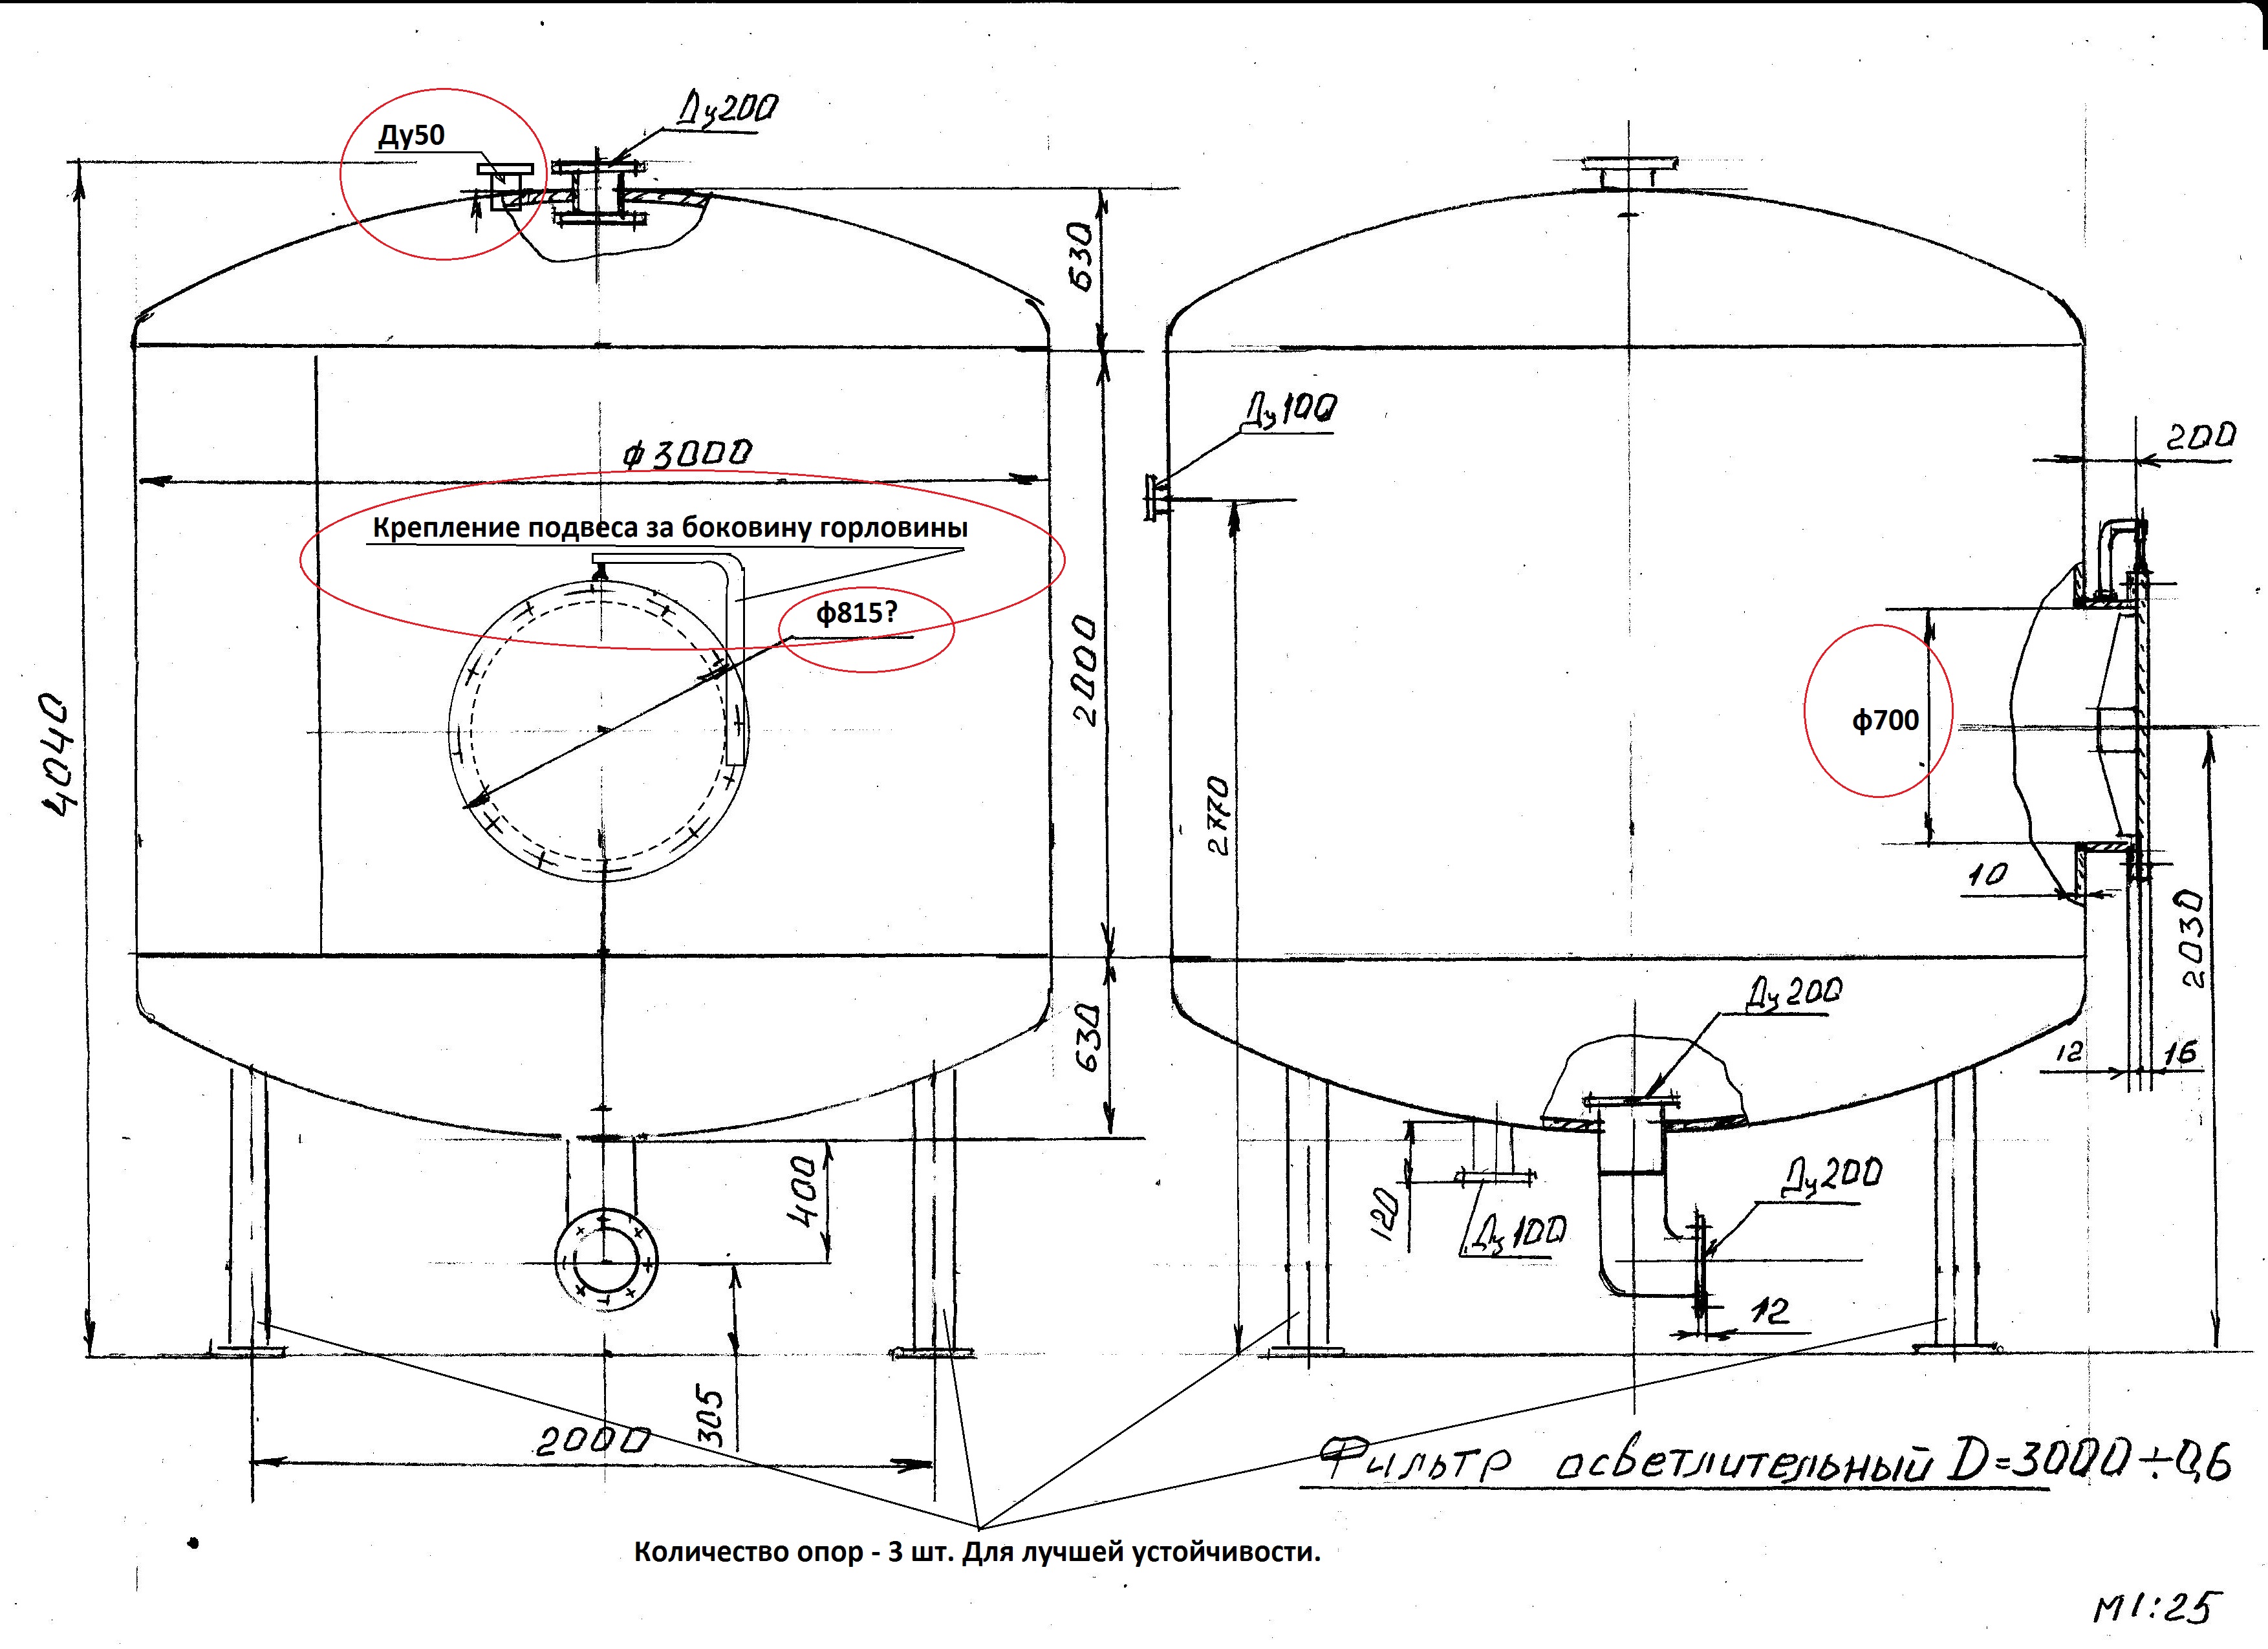 Ду50
Ду200
630
ф3000
Крепление подвеса за боковину горловины
ф815?
4040
2000
630
400
305
2000
Ду100
200
2770
ф700
10
2030
12
16
Ду200
120
Ду100
Ду200
12
Фильтр осветлительный D=3000÷0,6
Количество опор - 3 шт. Для лучшей устойчивости.
М1:25